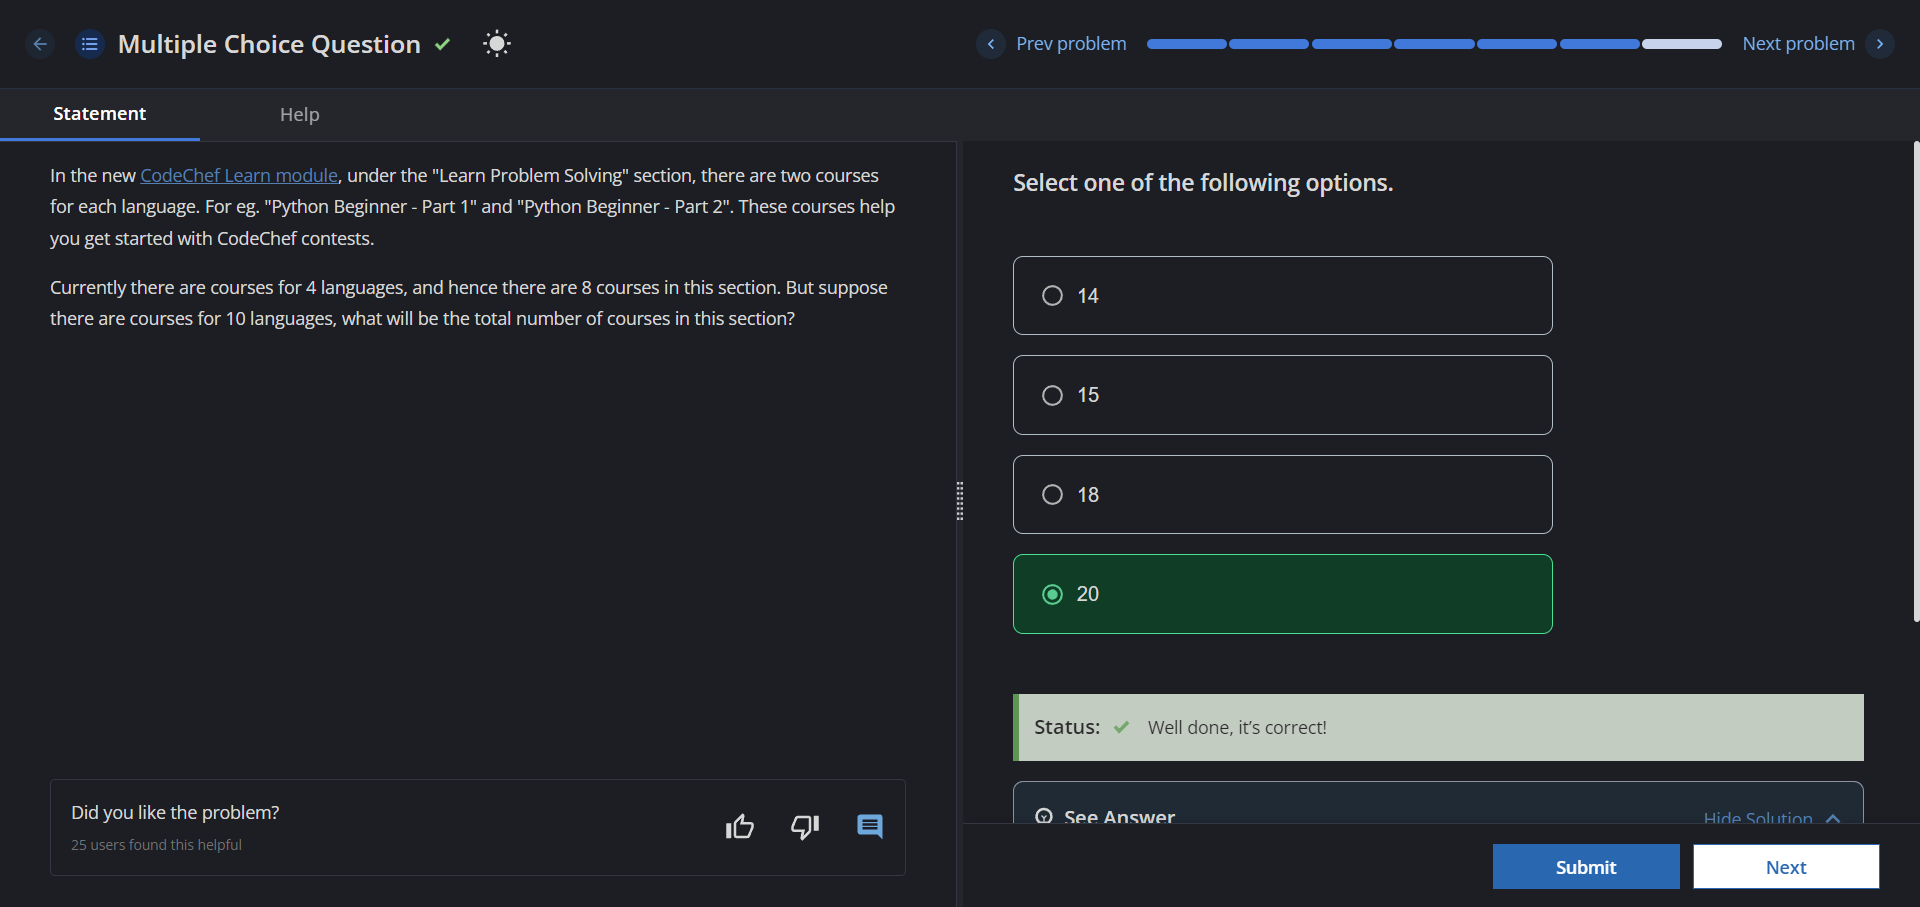 Multiple Choice Question
Prev problem
Next problem
Statement
Help
In the new CodeChef Learn module, under the "Learn Problem Solving" section, there are two courses
for each language. For eg. "Python Beginner - Part 1" and "Python Beginner - Part 2". These courses help
you get started with CodeChef contests.
Currently there are courses for 4 languages, and hence there are 8 courses in this section. But suppose
there are courses for 10 languages, what will be the total number of courses in this section?
Did you like the problem?
25 users found this helpful
Select one of the following options.
14
15
18
20
Status: Well done, it's correct!
See Answer
Hide Solution
Submit
Next